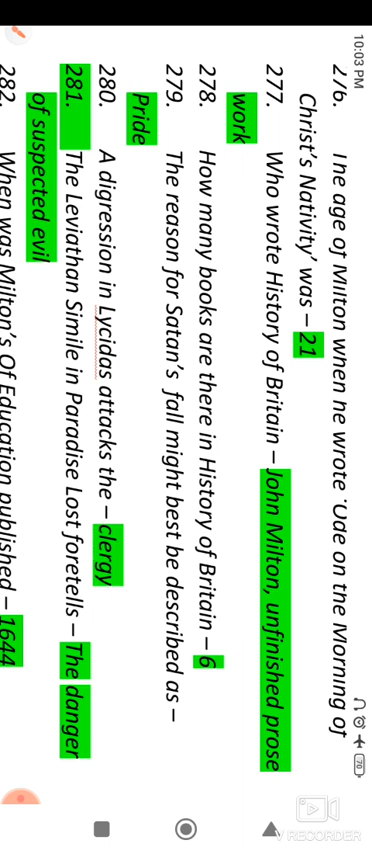 10:03 PM
70
276. The age of Milton when he wrote 'Ode on the Morning of
Christ's Nativity' was – 21
277. Who wrote History of Britain – John Milton, unfinished prose
work
278. How many books are there in History of Britain – 6
279. The reason for Satan's fall might best be described as –
Pride
280. A digression in Lycidas attacks the – clergy
281. The Leviathan Simile in Paradise Lost foretells – The danger
of suspected evil
282. When was Milton's Of Education published – 1644
V RECORDER